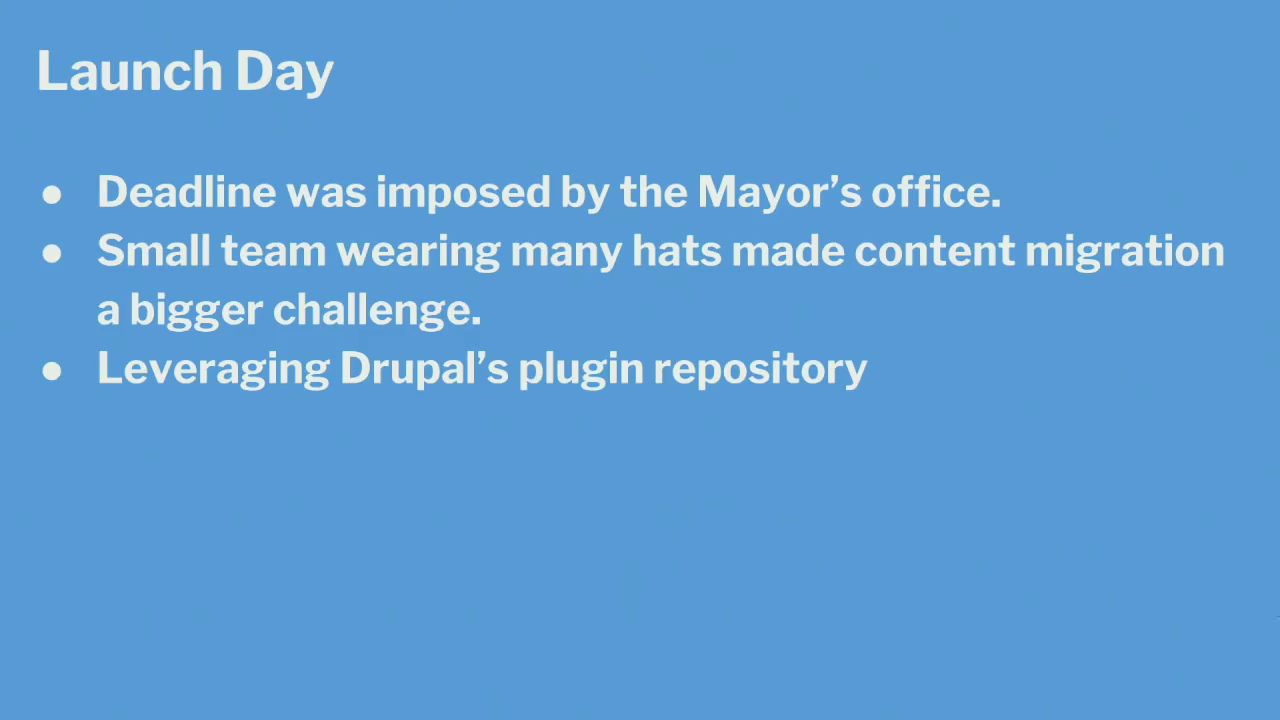 Launch Day
● Deadline was imposed by the Mayor’s office.
● Small team wearing many hats made content migration
a bigger challenge.
● Leveraging Drupal’s plugin repository